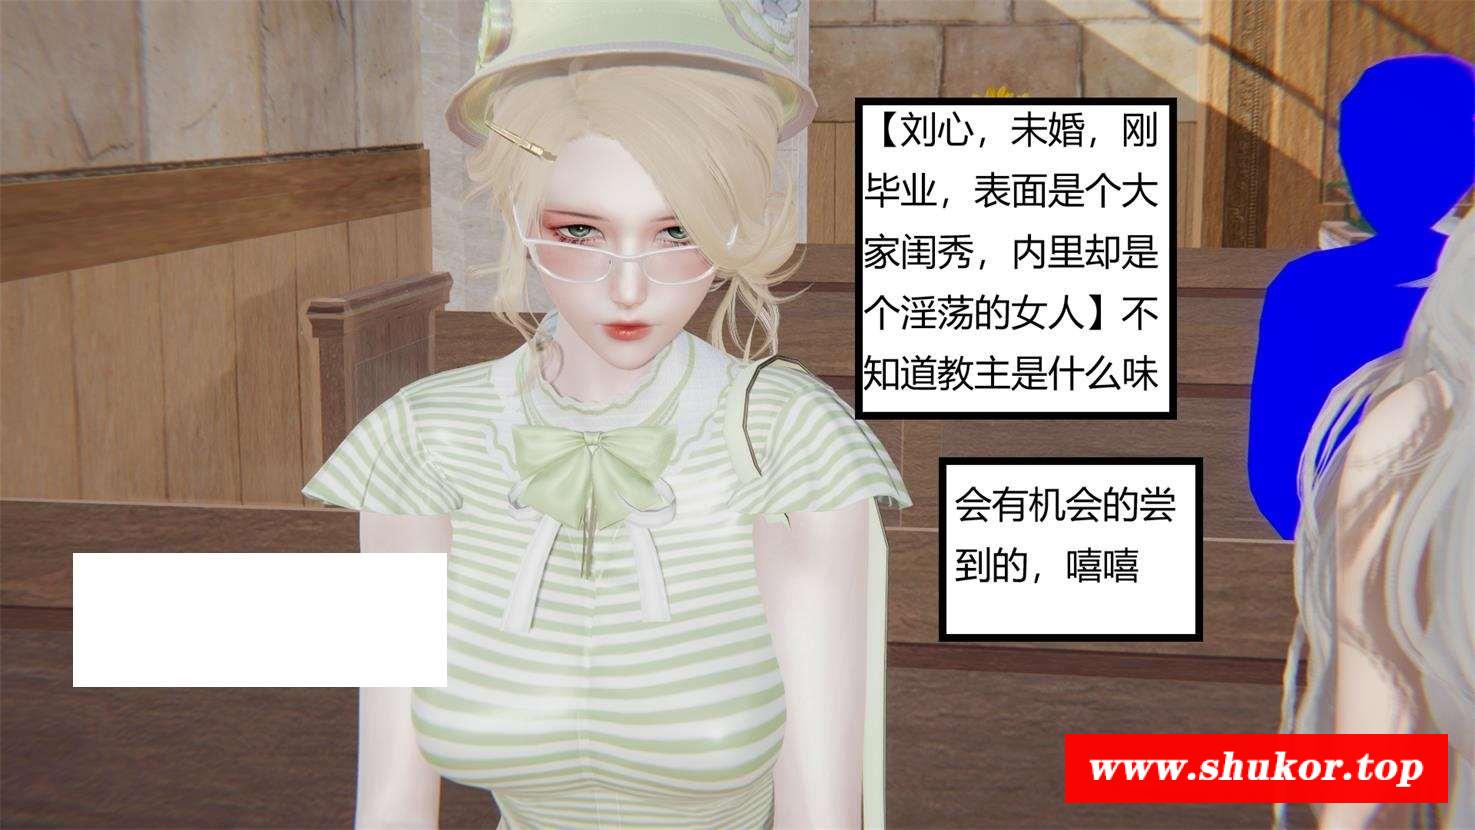 【刘心，未婚，刚
毕业，表面是个大
家闺秀，内里却是
个淫荡的女人】不
知道教主是什么味
会有机会的尝
到的，嘻嘻
www.shukor.top